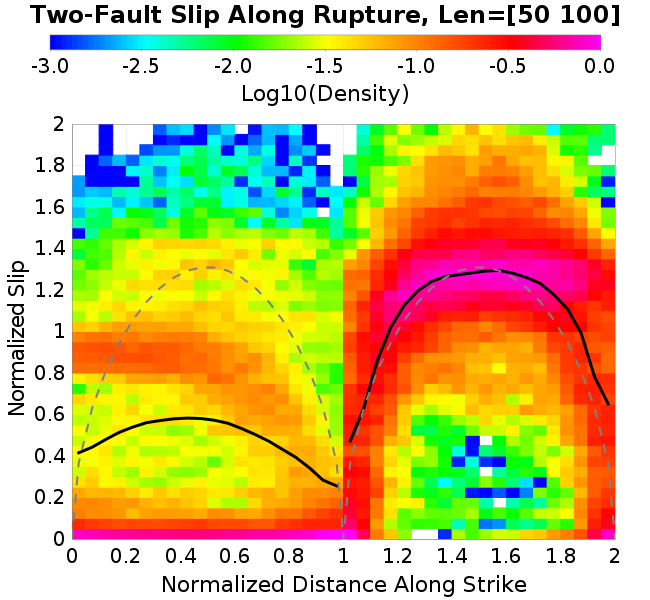 Two-Fault Slip Along Rupture, Len=[50 100]
-3.0 -2.5 -2.0 -1.5 -1.0 -0.5 0.0
Log10(Density)
2
1.8
1.6
1.4
1.2
1
0.8
0.6
0.4
0.2
0
Normalized Slip
0 0.2 0.4 0.6 0.8 1 1.2 1.4 1.6 1.8 2
Normalized Distance Along Strike